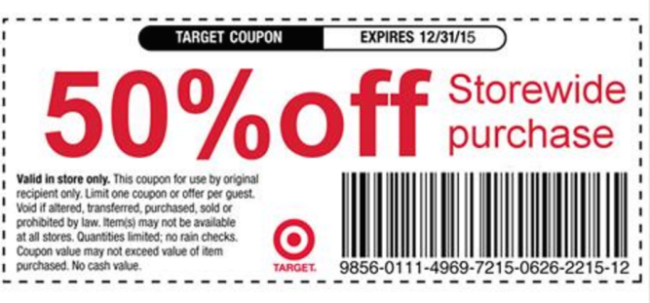 TARGET COUPON EXPIRES 12/31/15
50%off Storewide
purchase
Valid in store only. This coupon for use by original
recipient only. Limit one coupon or offer per guest.
Void if altered, transferred, purchased, sold or
prohibited by law. Item(s) may not be available
at all stores. Quantities limited; no rain checks.
Coupon value may not exceed value of item
purchased. No cash value.
TARGET.
9856-0111-4969-7215-0626-2215-12